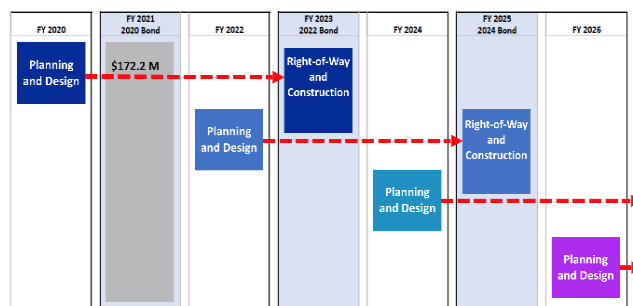 FY 2020
FY 2021
2020 Bond
FY 2022
FY 2023
2022 Bond
FY 2024
FY 2025
2024 Bond
FY 2026
Planning
and Design
$172.2 M
Right-of-Way
and
Construction
Planning
and Design
Right-of-Way
and
Construction
Planning
and Design
Planning
and Design